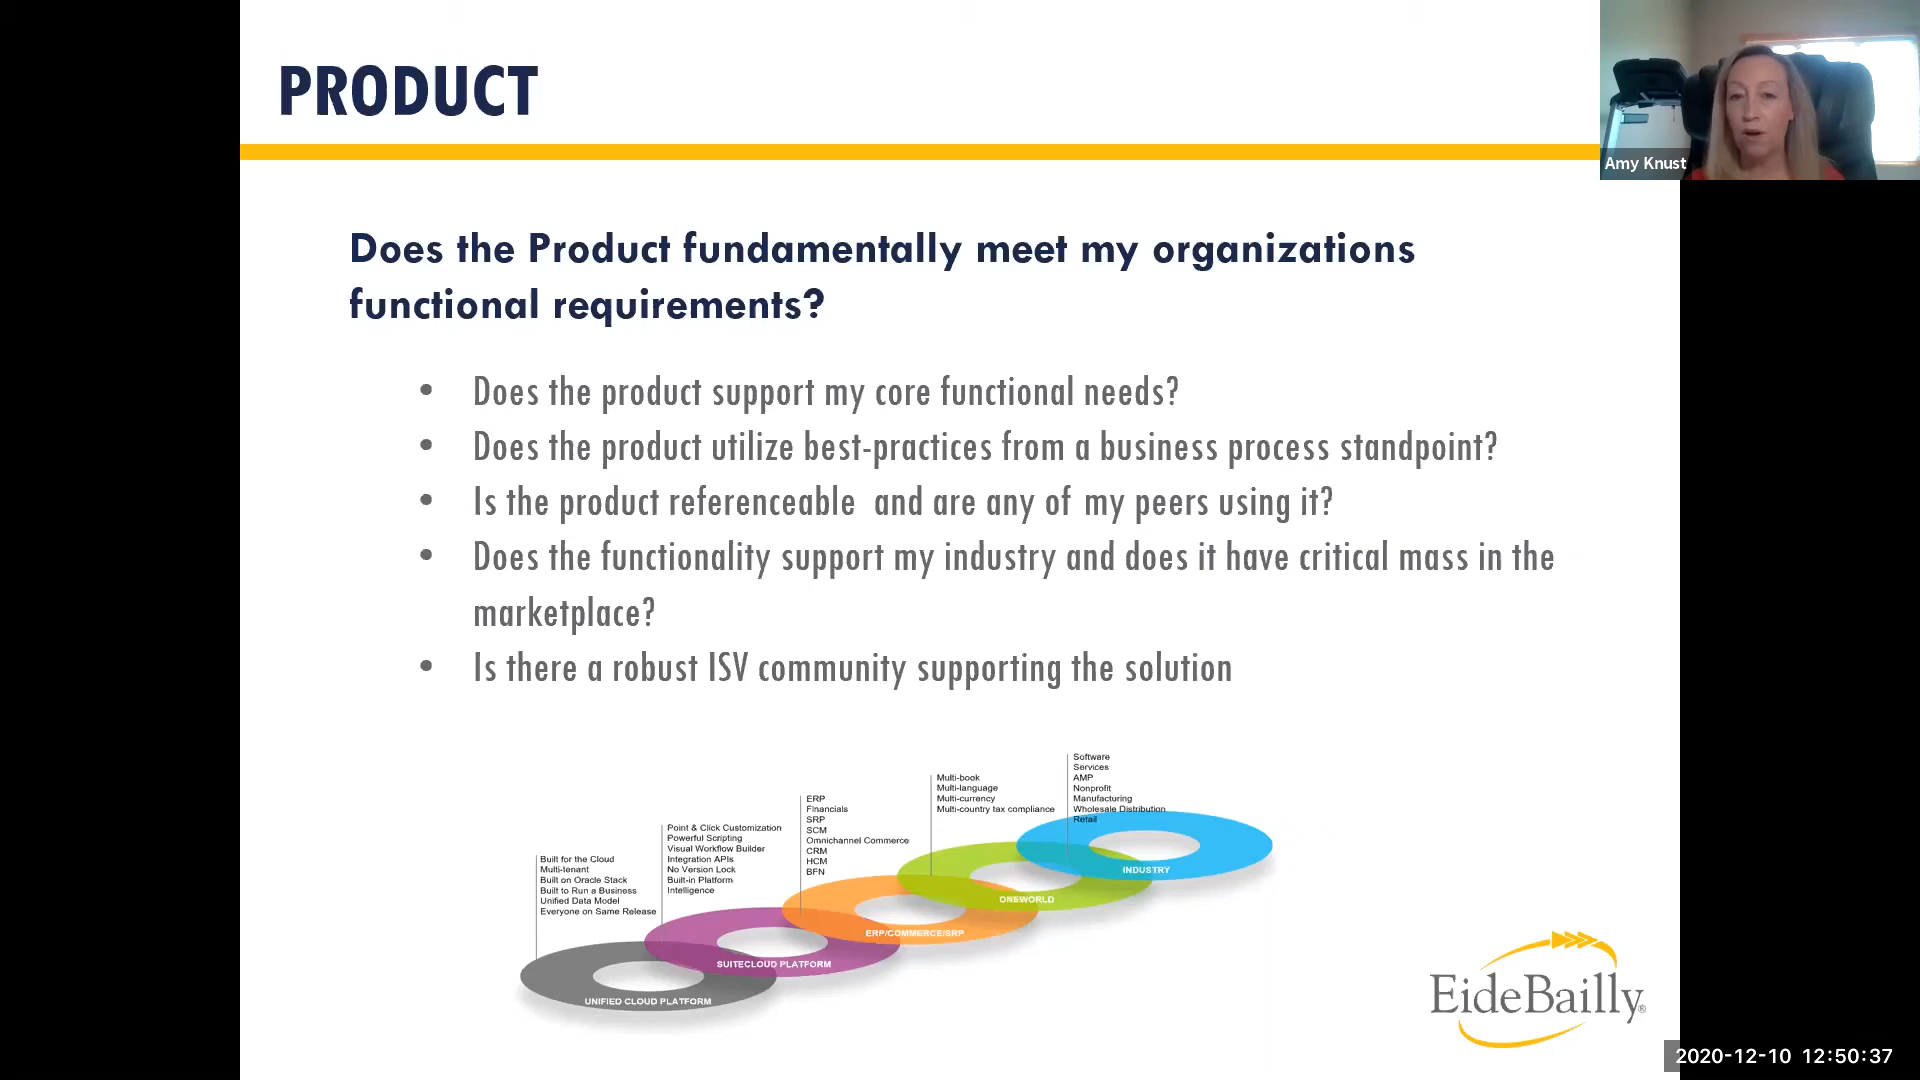 PRODUCT
Amy Knust
Does the Product fundamentally meet my organizations
functional requirements?
• Does the product support my core functional needs?
• Does the product utilize best-practices from a business process standpoint?
• Is the product referenceable  and are any of my peers using it?
• Does the functionality support my industry and does it have critical mass in the
marketplace?
• Is there a robust ISV community supporting the solution
Built for the Cloud
Multi-tenant
Built on Oracle Stack
Built to Run a Business
Unified Data Model
Everyone on Same Release
UNIFIED CLOUD PLATFORM
Point & Click Customization
Powerful Scripting
Visual Workflow Builder
Integration APIs
No Version Lock
Built-in Platform
Intelligence
SUITECLOUD PLATFORM
ERP
Financials
SRP
SCM
Omnichannel Commerce
CRM
HCM
BFN
ERP/COMMERCE/SRP
Multi-book
Multi-language
Multi-currency
Multi-country tax compliance
ONEWORLD
Software
Services
AMP
Nonprofit
Manufacturing
Wholesale Distribution
Retail
INDUSTRY
EideBailly®
2020-12-10 12:50:37